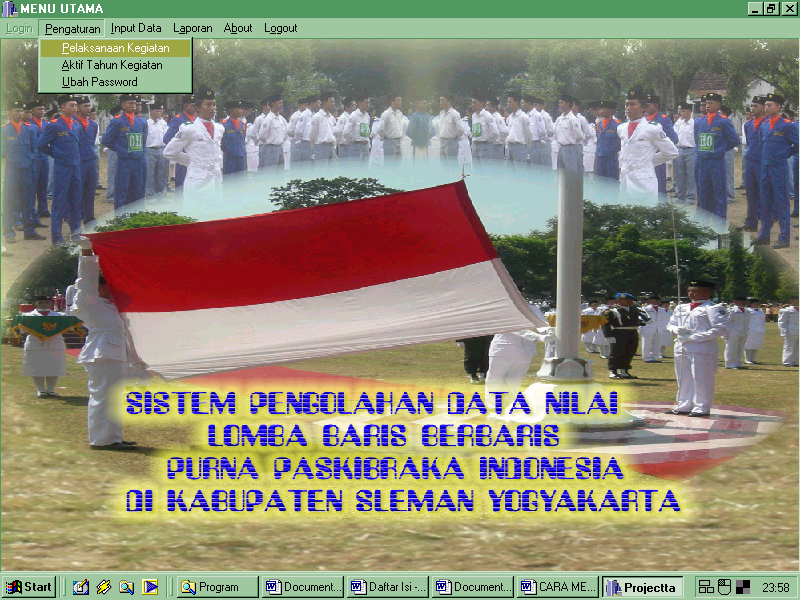 MENU UTAMA
Login Pengaturan Input Data Laporan About Logout
Pelaksanaan Kegiatan
Aktif Tahun Kegiatan
Ubah Password
HO
SISTEM PENGOLAHAN DATA NILAI
LOMBA BARIS BERBARIS
PURNA PASKIBRAKA INDONESIA
DI KABUPATEN SLEMAN YOGYAKARTA
Start Program Document... Daftar Isi -... Document... CARA ME... Projectta 23:58